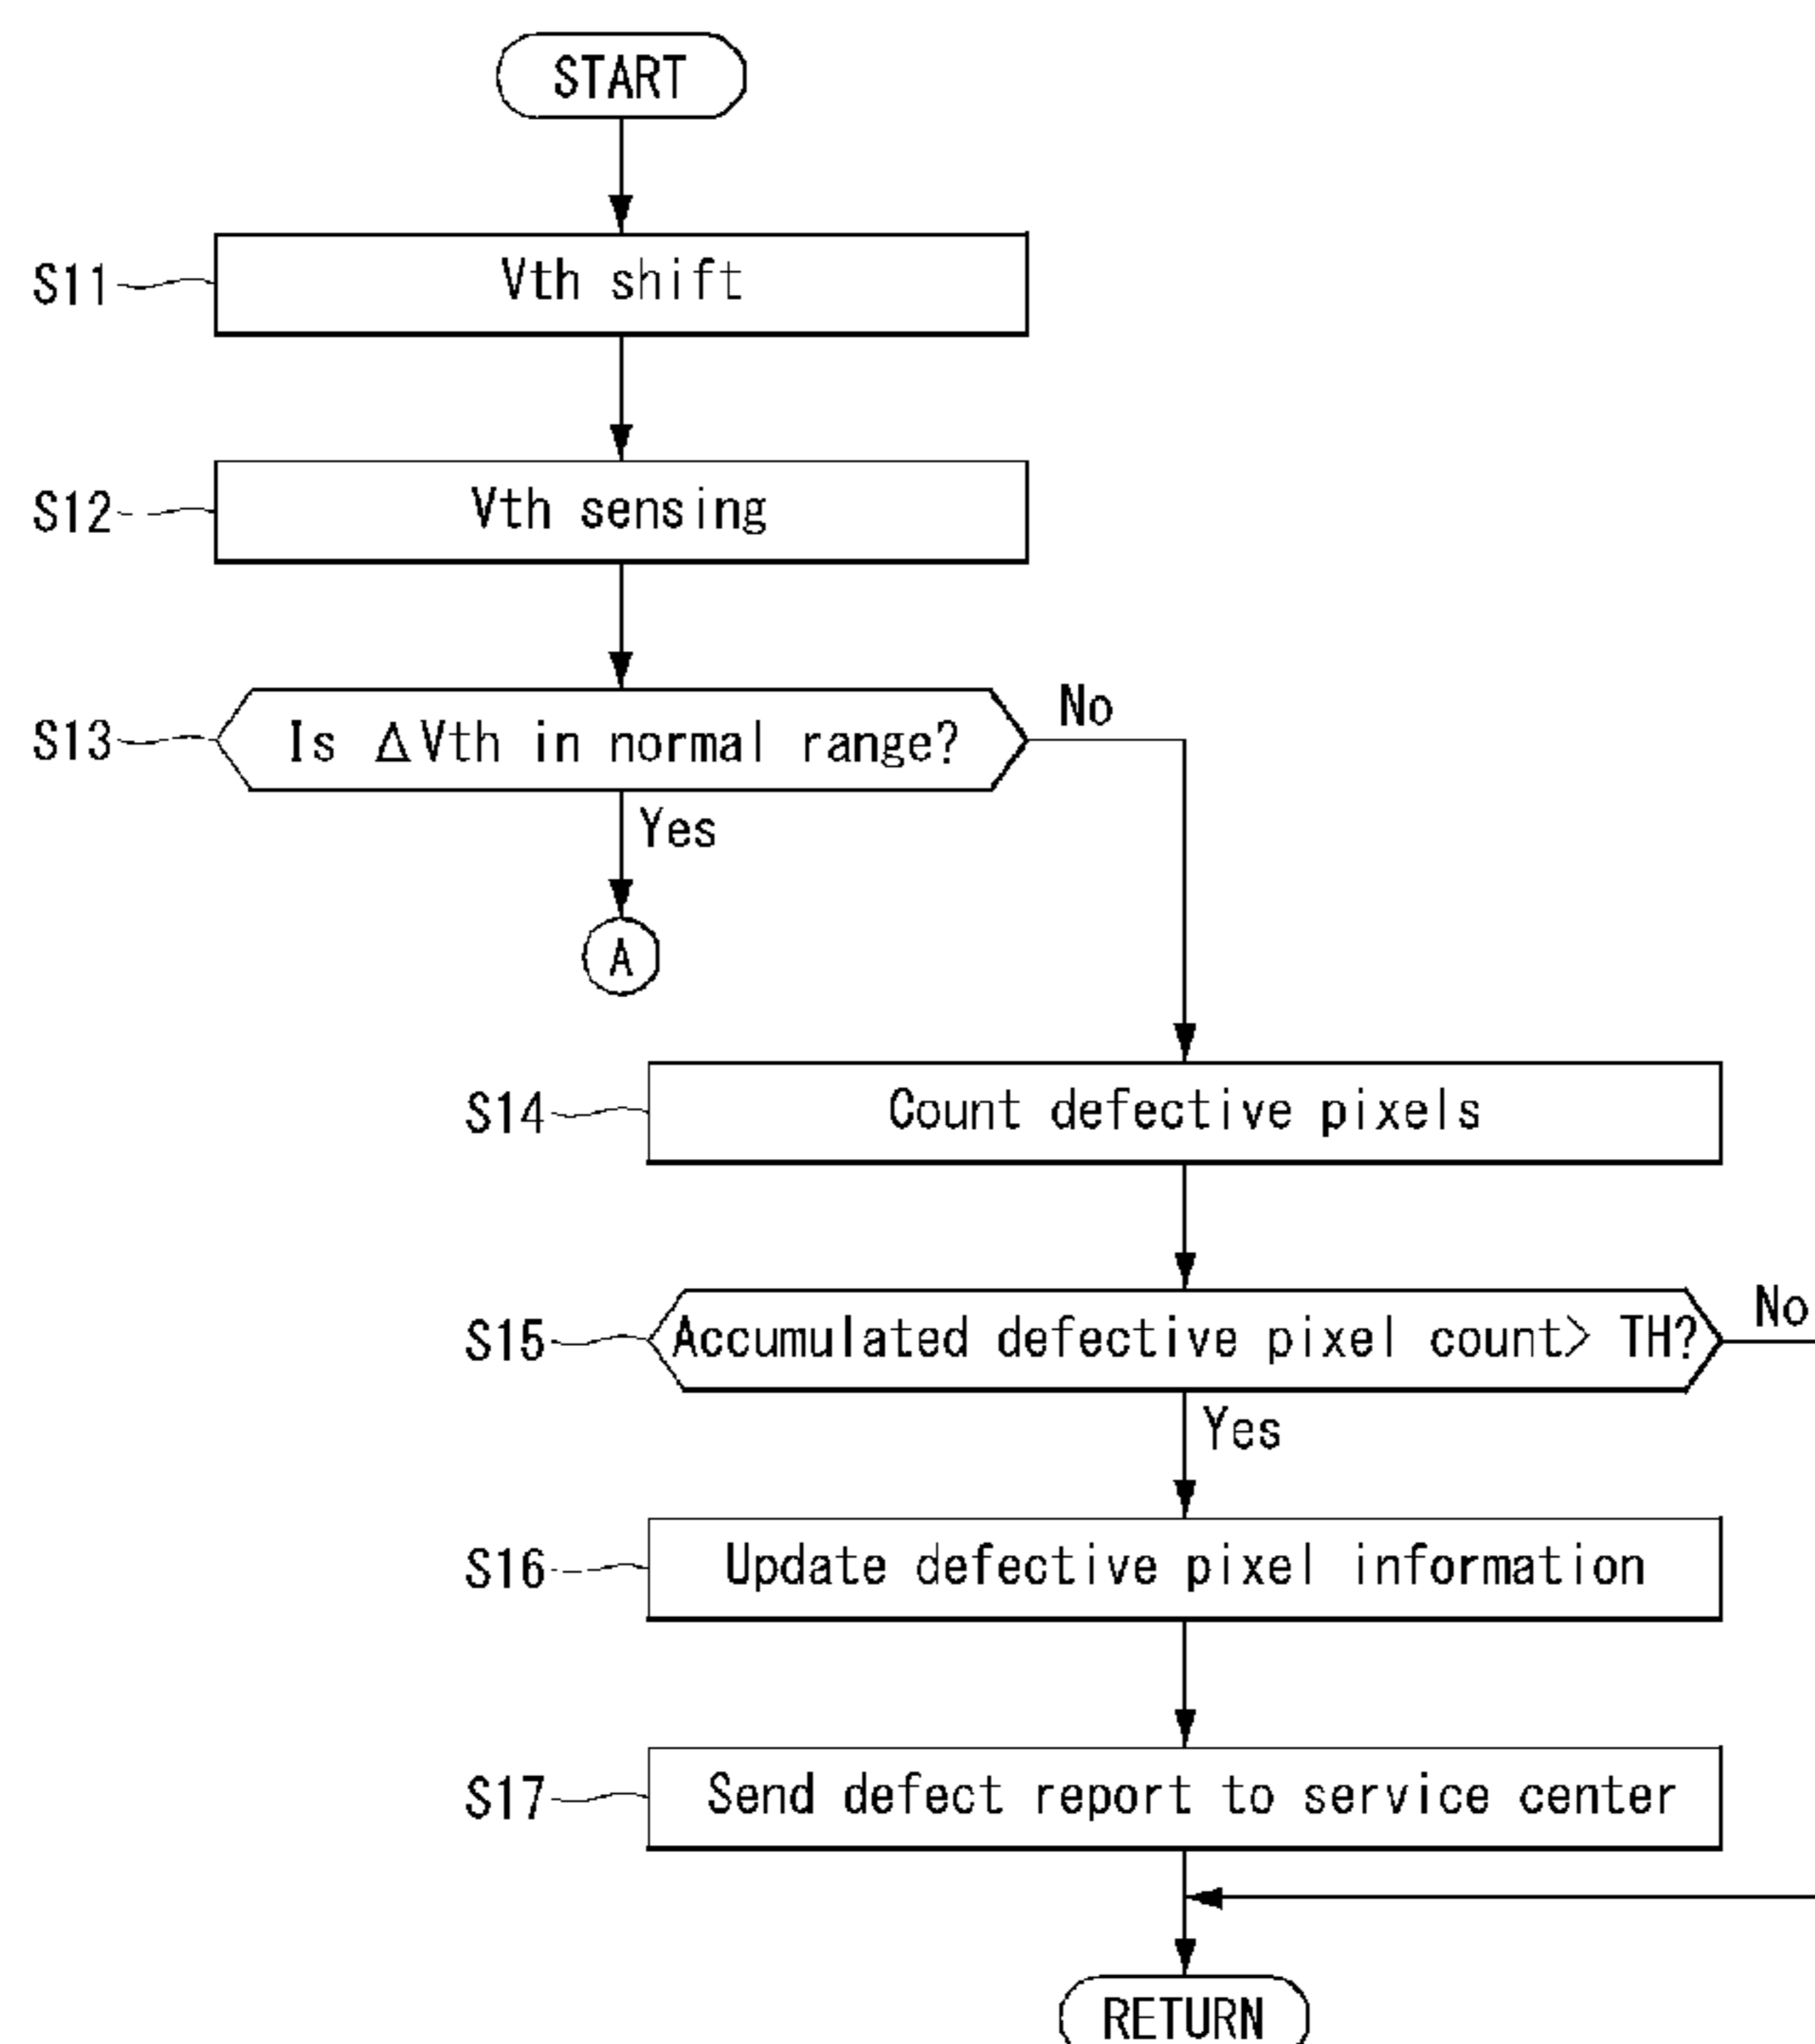 START
S11 Vth shift
S12 Vth sensing
S13 Is ΔVth in normal range? No
Yes
A
S14 Count defective pixels
S15 Accumulated defective pixel count> TH? No
Yes
S16 Update defective pixel information
S17 Send defect report to service center
RETURN